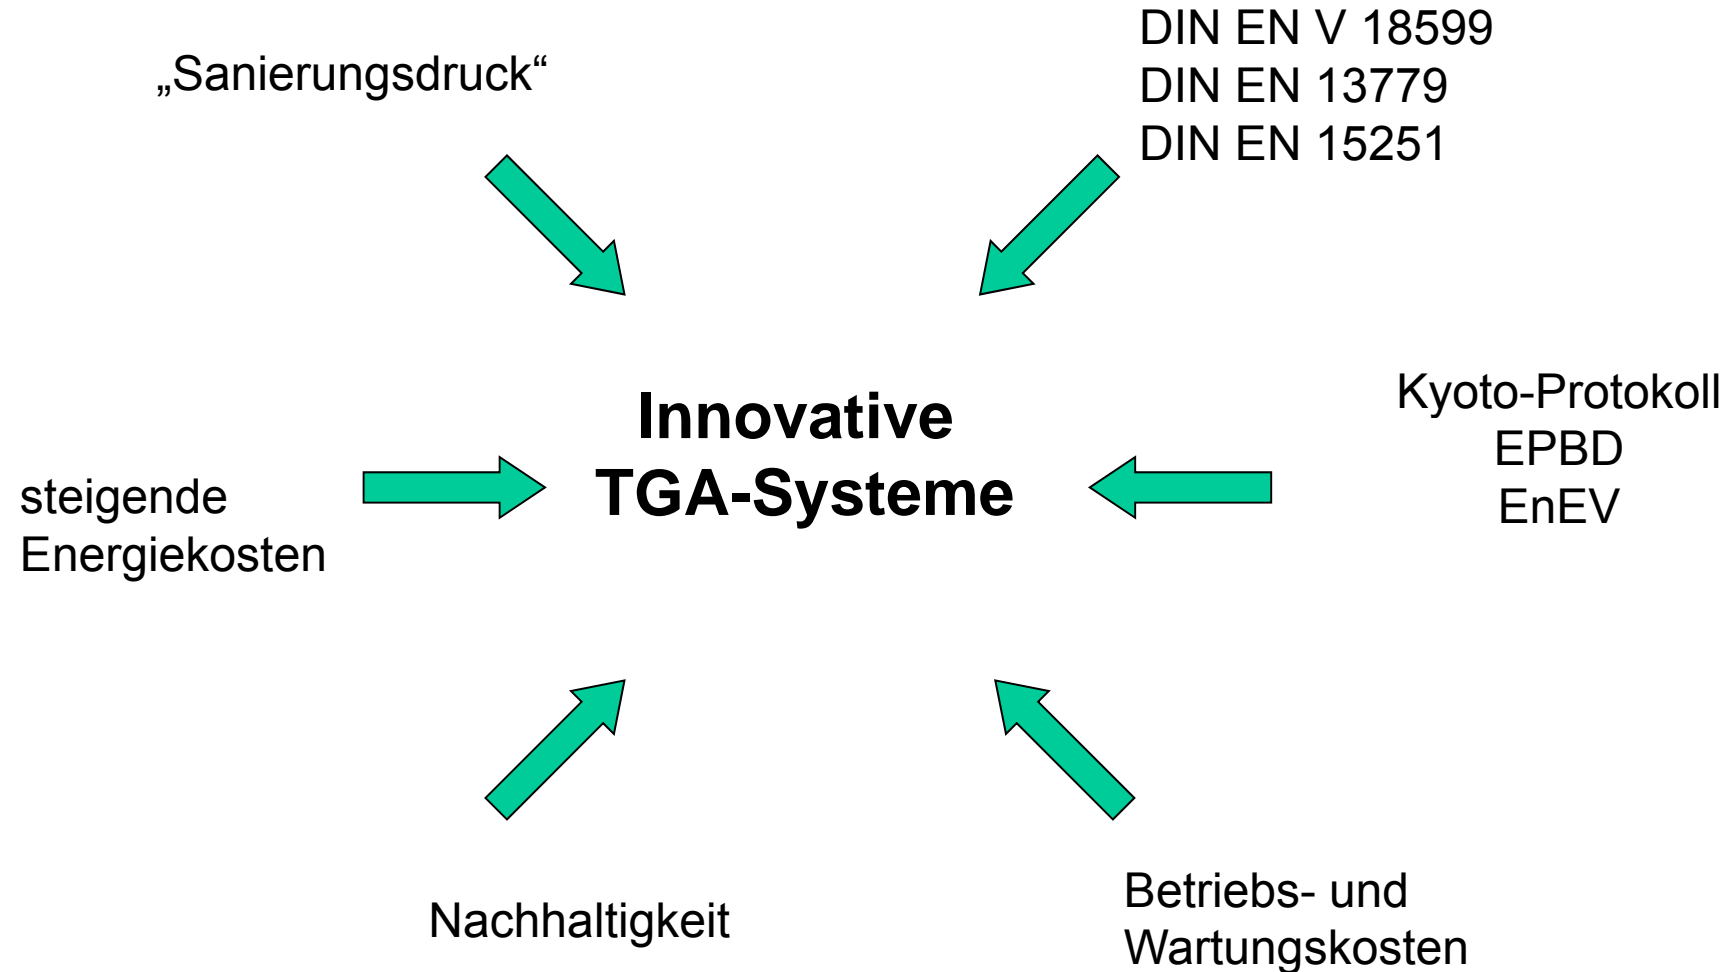 „Sanierungsdruck“
DIN EN V 18599
DIN EN 13779
DIN EN 15251
Innovative
TGA-Systeme
Kyoto-Protokoll
EPBD
EnEV
steigende
Energiekosten
Nachhaltigkeit
Betriebs- und
Wartungskosten